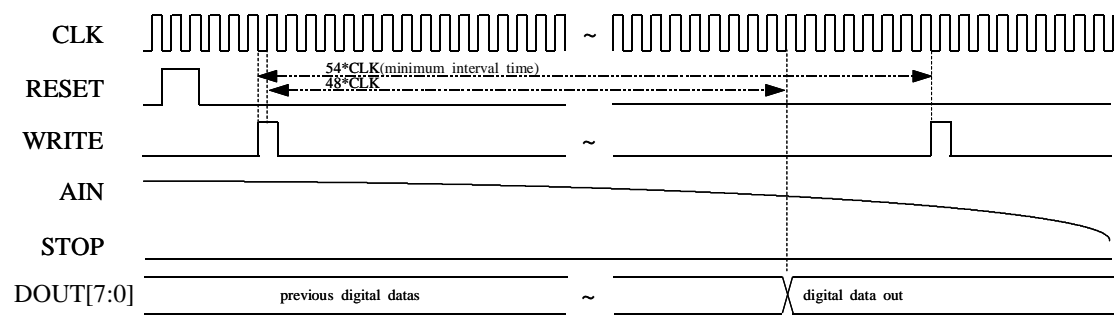 CLK
~
54*CLK(minimum interval time)
RESET
48*CLK
WRITE
~
AIN
STOP
DOUT[7:0]
previous digital datas
~
digital data out